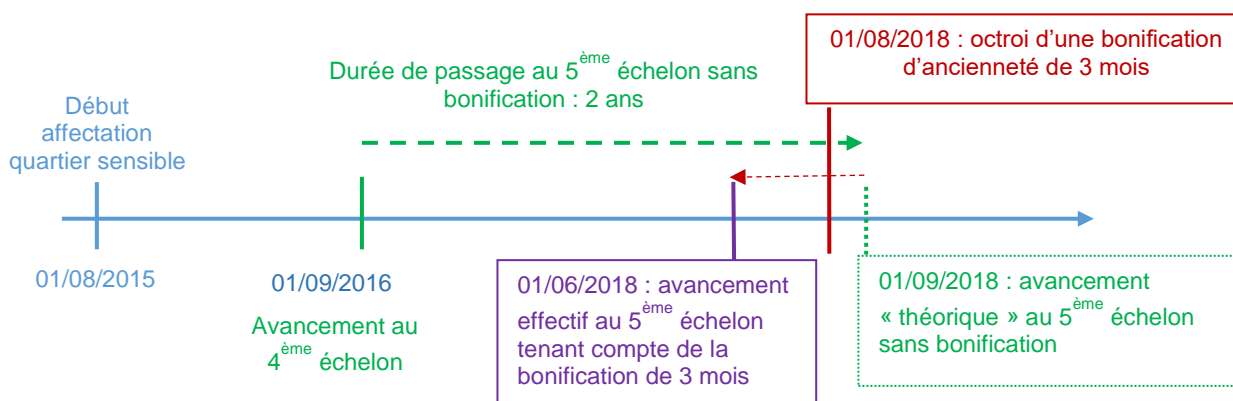 01/08/2018 : octroi d’une bonification
d’ancienneté de 3 mois
Durée de passage au 5ème échelon sans
bonification : 2 ans
Début
affectation
quartier sensible
01/08/2015
01/09/2016
Avancement au
4ème échelon
01/06/2018 : avancement
effectif au 5ème échelon
tenant compte de la
bonification de 3 mois
01/09/2018 : avancement
« théorique » au 5ème échelon
sans bonification